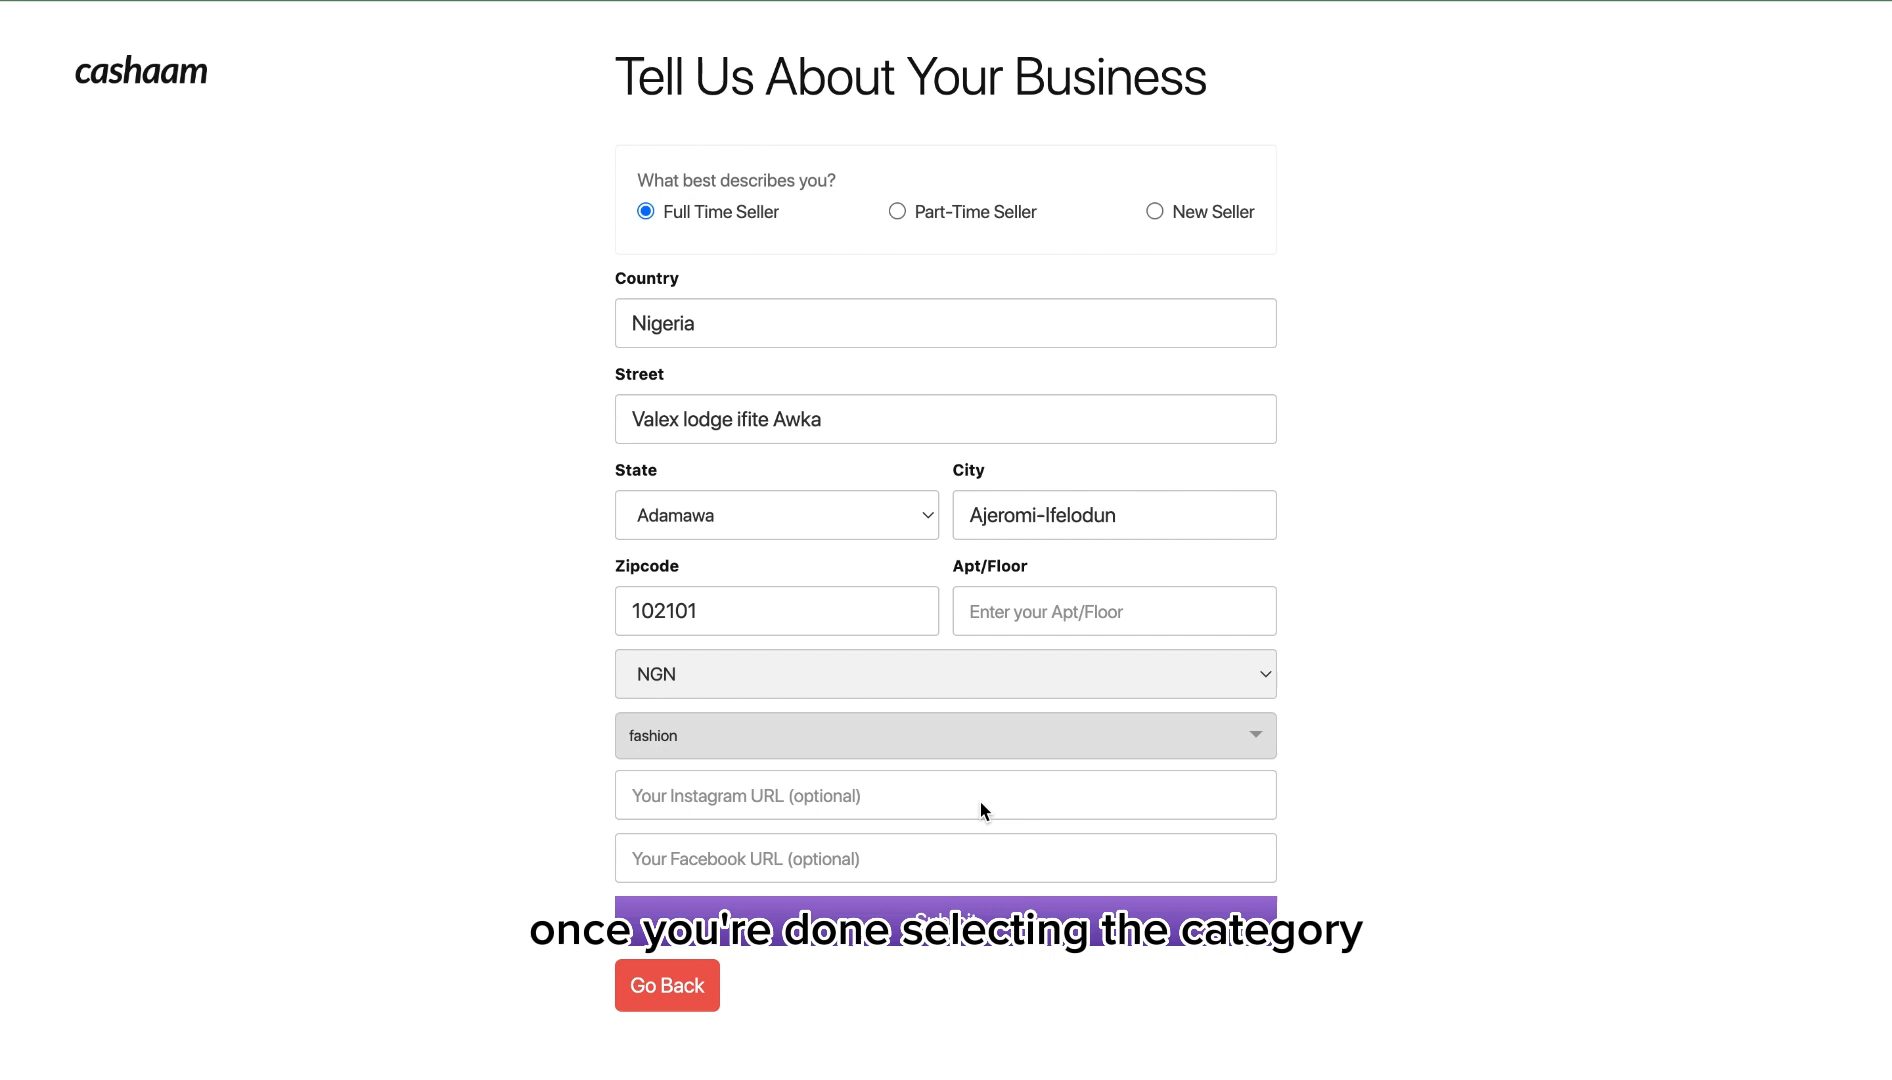 cashaam
Tell Us About Your Business
What best describes you?
Full Time Seller
Part-Time Seller
New Seller
Country
Nigeria
Street
Valex lodge ifite Awka
State
City
Adamawa
Ajeromi-Ifelodun
Zipcode
Apt/Floor
102101
Enter your Apt/Floor
NGN
fashion
Your Instagram URL (optional)
Your Facebook URL (optional)
Submit
once you're done selecting the category
Go Back